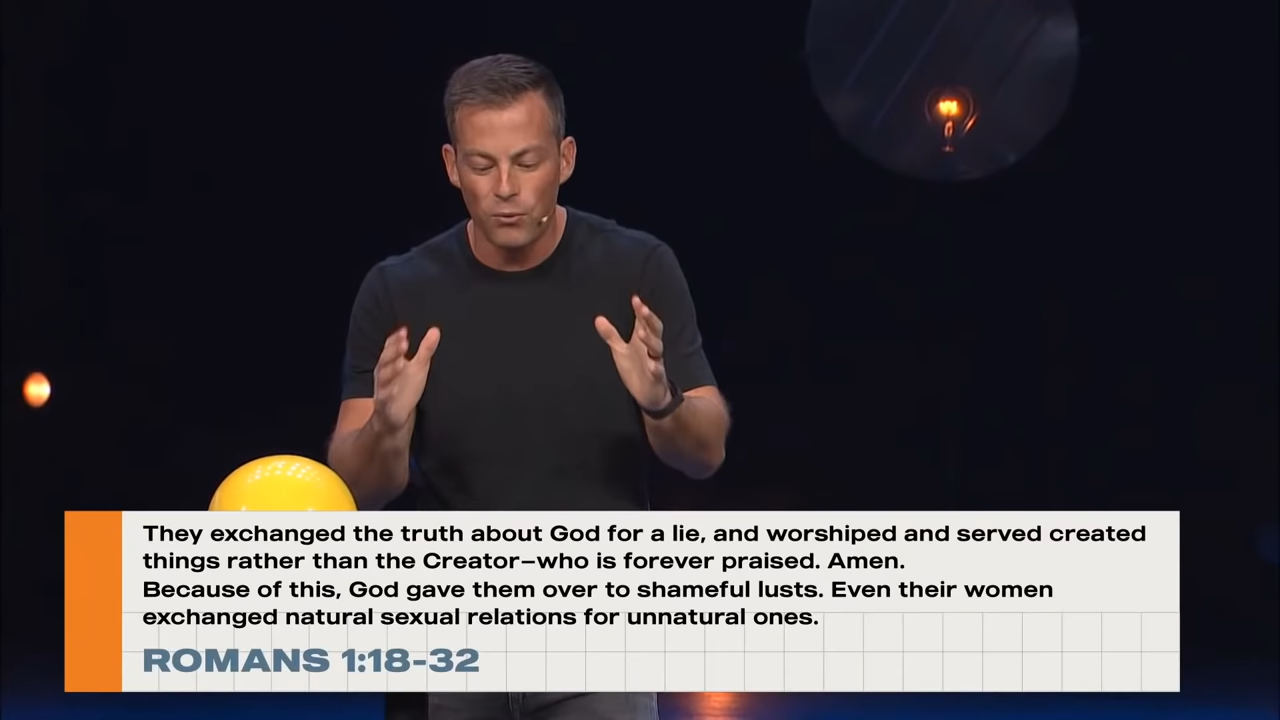 They exchanged the truth about God for a lie, and worshiped and served created
things rather than the Creator—who is forever praised. Amen.
Because of this, God gave them over to shameful lusts. Even their women
exchanged natural sexual relations for unnatural ones.
ROMANS 1:18-32